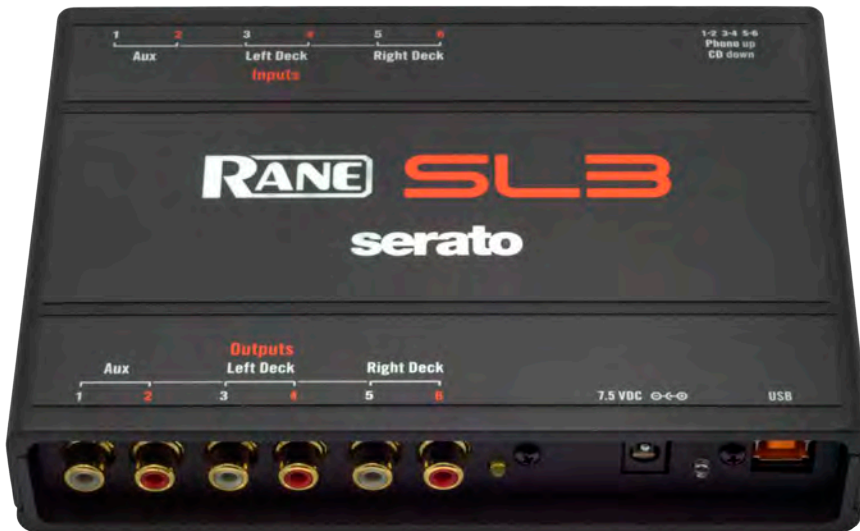 1 2 3 4 5 6
Aux Left Deck Right Deck
Inputs
1-2 3-4 5-6
Phono up
CD down
RANE SL3
serato
Outputs
Aux Left Deck Right Deck
1 2 3 4 5 6
7.5 VDC
USB